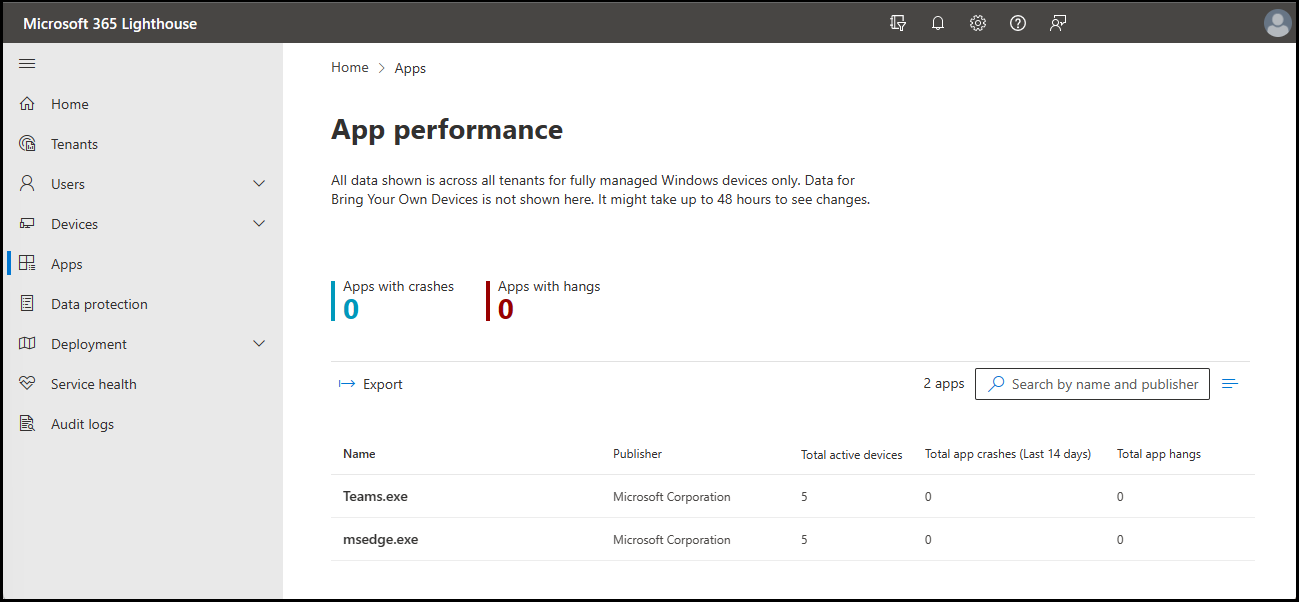 Microsoft 365 Lighthouse
Home
Tenants
Users
Devices
Apps
Data protection
Deployment
Service health
Audit logs
Home > Apps
App performance
All data shown is across all tenants for fully managed Windows devices only. Data for
Bring Your Own Devices is not shown here. It might take up to 48 hours to see changes.
Apps with crashes
0
Apps with hangs
0
Export
2 apps
Search by name and publisher
Name Publisher Total active devices Total app crashes (Last 14 days) Total app hangs
Teams.exe Microsoft Corporation 5 0 0
msedge.exe Microsoft Corporation 5 0 0